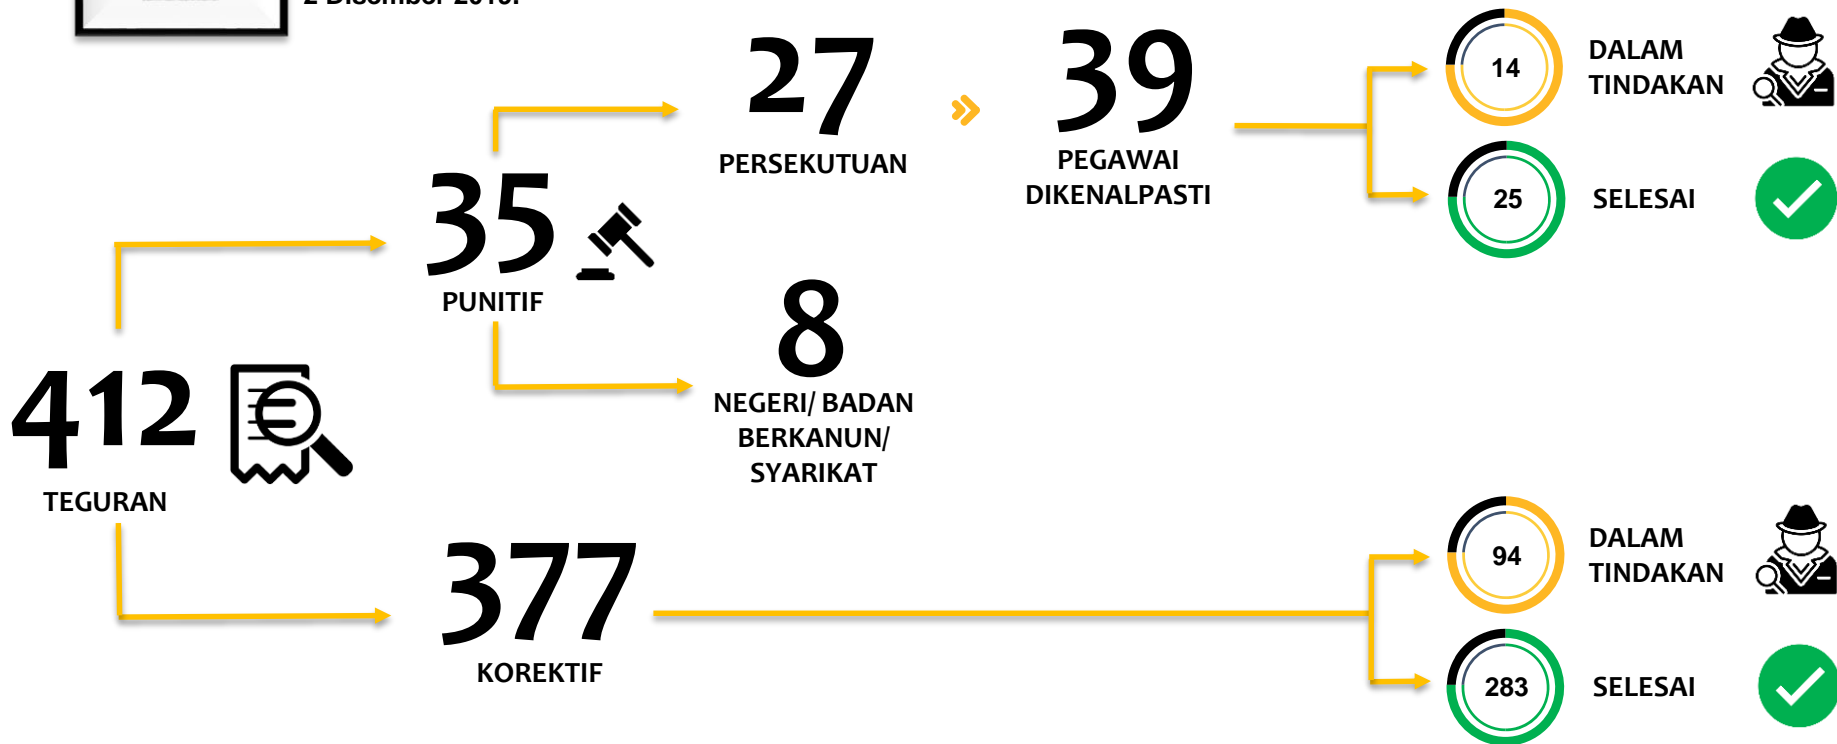 27
PERSEKUTUAN
39
PEGAWAI
DIKENALPASTI
14
DALAM
TINDAKAN
25
SELESAI
35
PUNITIF
8
NEGERI/ BADAN
BERKANUN/
SYARIKAT
412
TEGURAN
377
KOREKTIF
94
DALAM
TINDAKAN
283
SELESAI